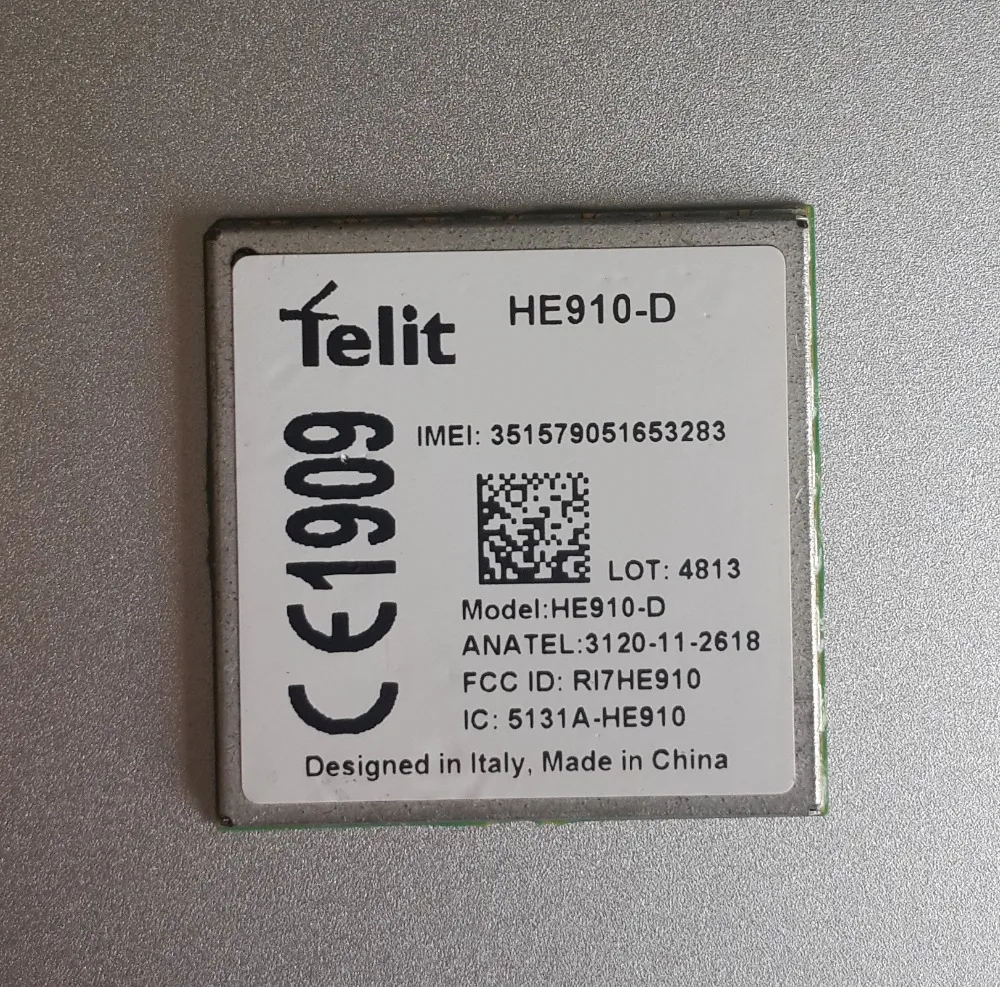 Telit
HE910-D
CE1909
IMEI: 351579051653283
LOT: 4813
Model:HE910-D
ANATEL:3120-11-2618
FCC ID: RI7HE910
IC: 5131A-HE910
Designed in Italy, Made in China